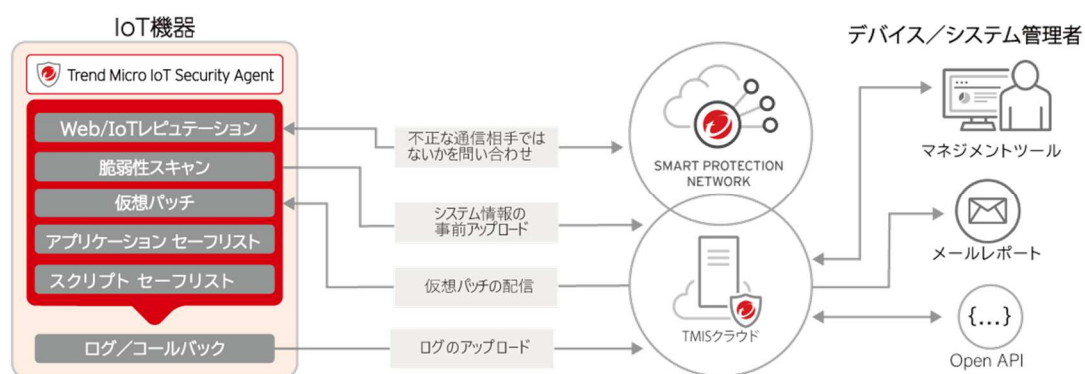 IoT機器
Trend Micro IoT Security Agent
Web/IoTレピュテーション
脆弱性スキャン
仮想パッチ
アプリケーション セーフリスト
スクリプト セーフリスト
ログ／コールバック
不正な通信相手では
ないかを問い合わせ
システム情報の
事前アップロード
仮想パッチの配信
ログのアップロード
SMART PROTECTION
NETWORK
TMISクラウド
デバイス／システム管理者
マネジメントツール
メールレポート
{...}
Open API